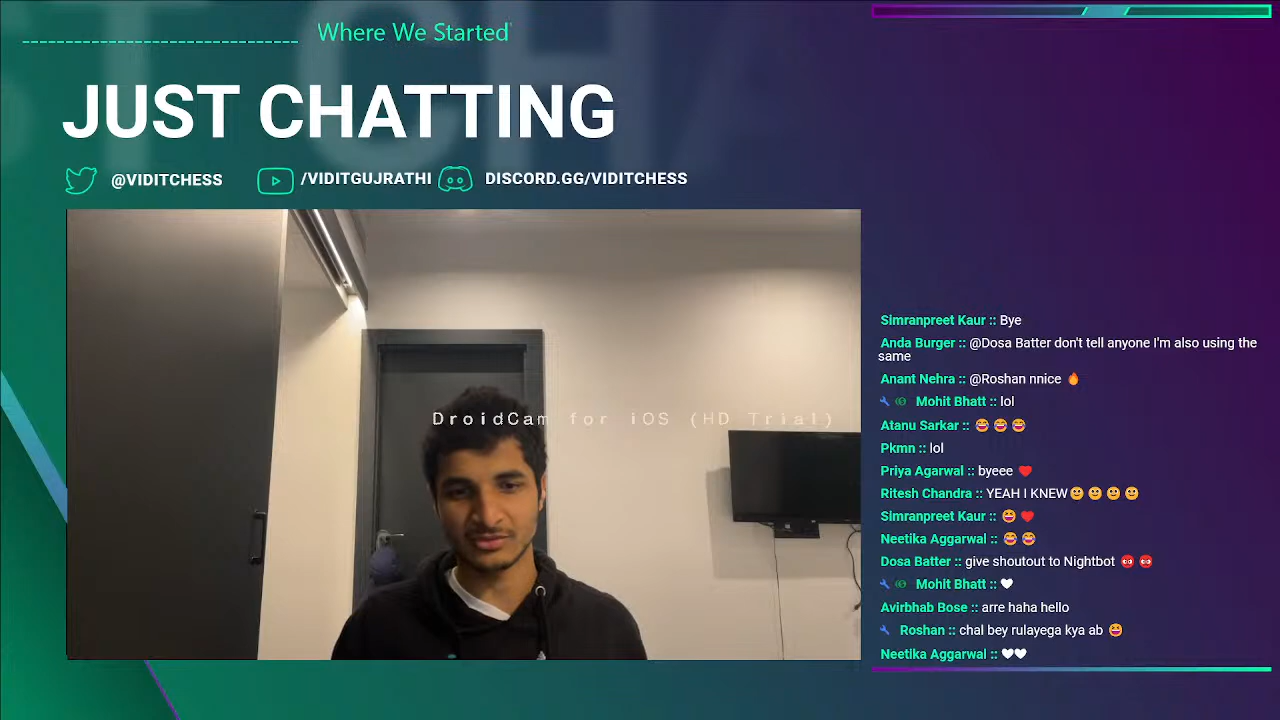 Where We Started
JUST CHATTING
@VIDITCHESS
/VIDITGUJRATHI
DISCORD.GG/VIDITCHESS
DroidCam for iOS (HD Trial)
Simranpreet Kaur :: Bye
Anda Burger :: @Dosa Batter don't tell anyone I'm also using the
same
Anant Nehra :: @Roshan nnice 🔥
Mohit Bhatt :: lol
Atanu Sarkar :: 😂 😂 😂
Pkmn :: lol
Priya Agarwal :: byeee ❤
Ritesh Chandra :: YEAH I KNEW🙂 🙂 🙂 🙂
Simranpreet Kaur :: 😆 ❤
Neetika Aggarwal :: 😂 😂
Dosa Batter :: give shoutout to Nightbot
Mohit Bhatt :: 🤍
Avirbhab Bose :: arre haha hello
Roshan :: chal bey rulayega kya ab 😆
Neetika Aggarwal :: 🤍🤍